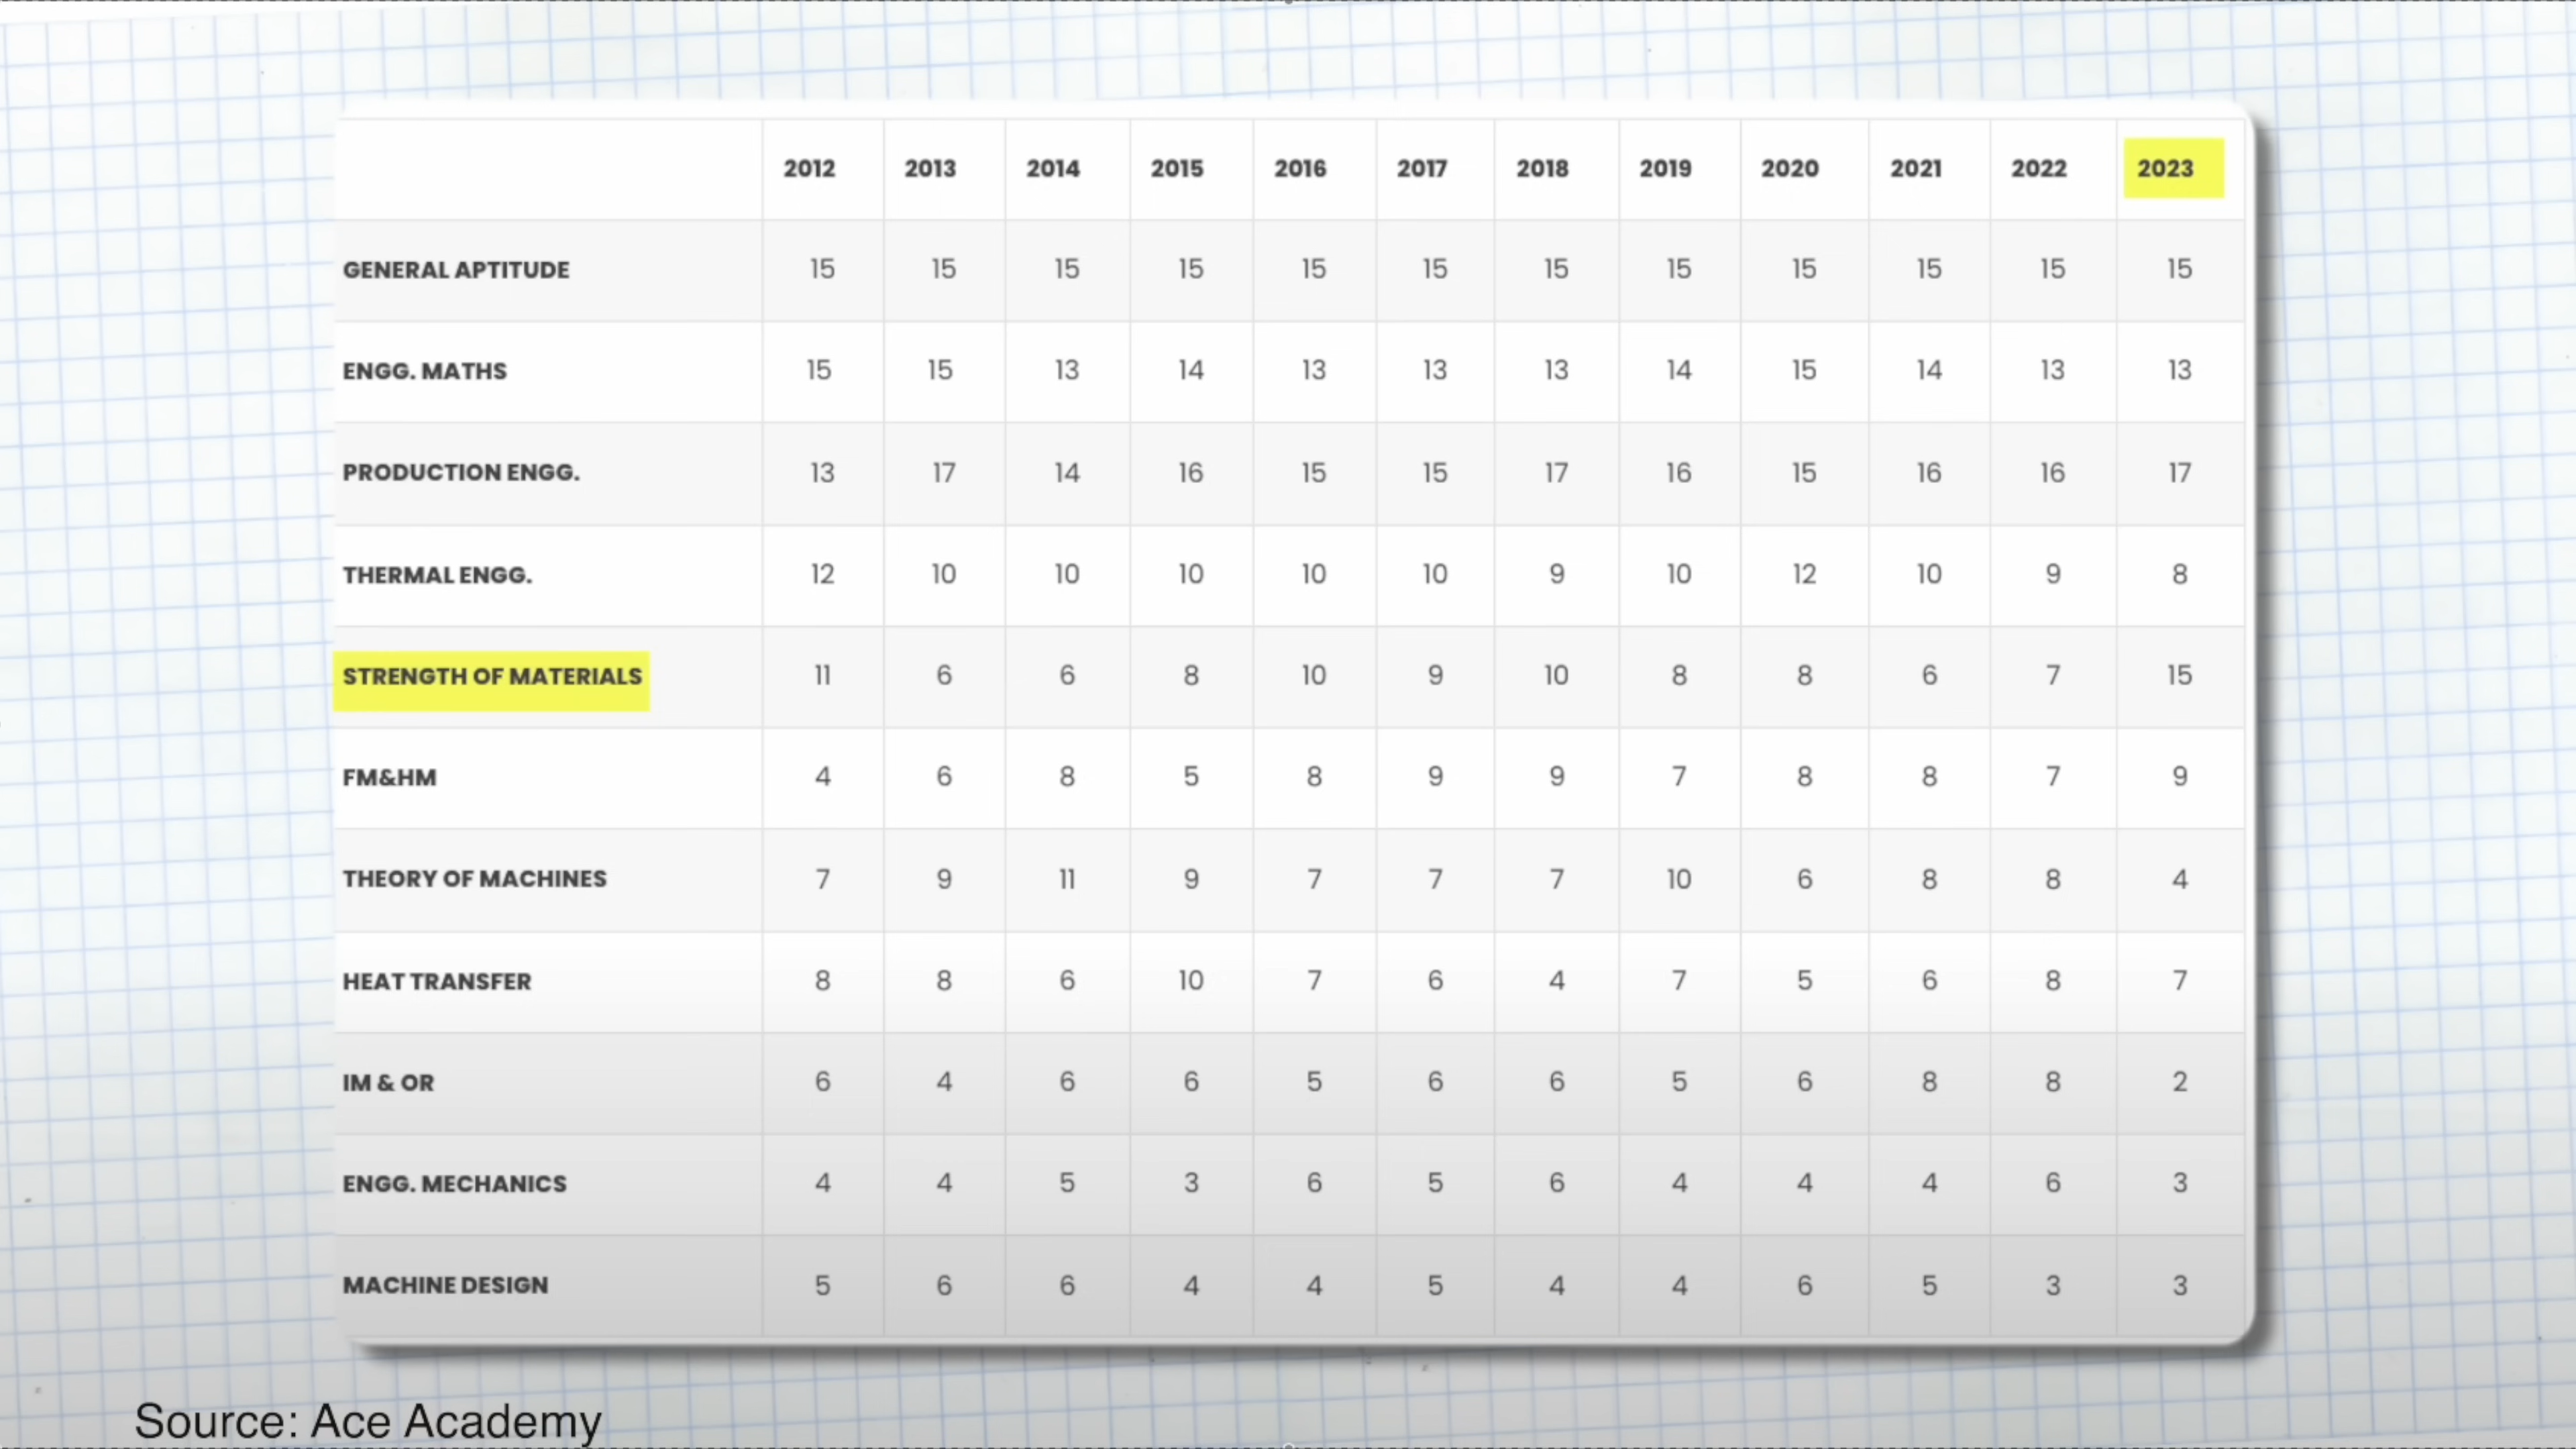 2012 2013 2014 2015 2016 2017 2018 2019 2020 2021 2022 2023
GENERAL APTITUDE 15 15 15 15 15 15 15 15 15 15 15 15
ENGG. MATHS 15 15 13 14 13 13 13 14 15 14 13 13
PRODUCTION ENGG. 13 17 14 16 15 15 17 16 15 16 16 17
THERMAL ENGG. 12 10 10 10 10 10 9 10 12 10 9 8
STRENGTH OF MATERIALS 11 6 6 8 10 9 10 8 8 6 7 15
FM&HM 4 6 8 5 8 9 9 7 8 8 7 9
THEORY OF MACHINES 7 9 11 9 7 7 7 10 6 8 8 4
HEAT TRANSFER 8 8 6 10 7 6 4 7 5 6 8 7
IM & OR 6 4 6 6 5 6 6 5 6 8 8 2
ENGG. MECHANICS 4 4 5 3 6 5 6 4 4 4 6 3
MACHINE DESIGN 5 6 6 4 4 5 4 4 6 5 3 3
Source: Ace Academy